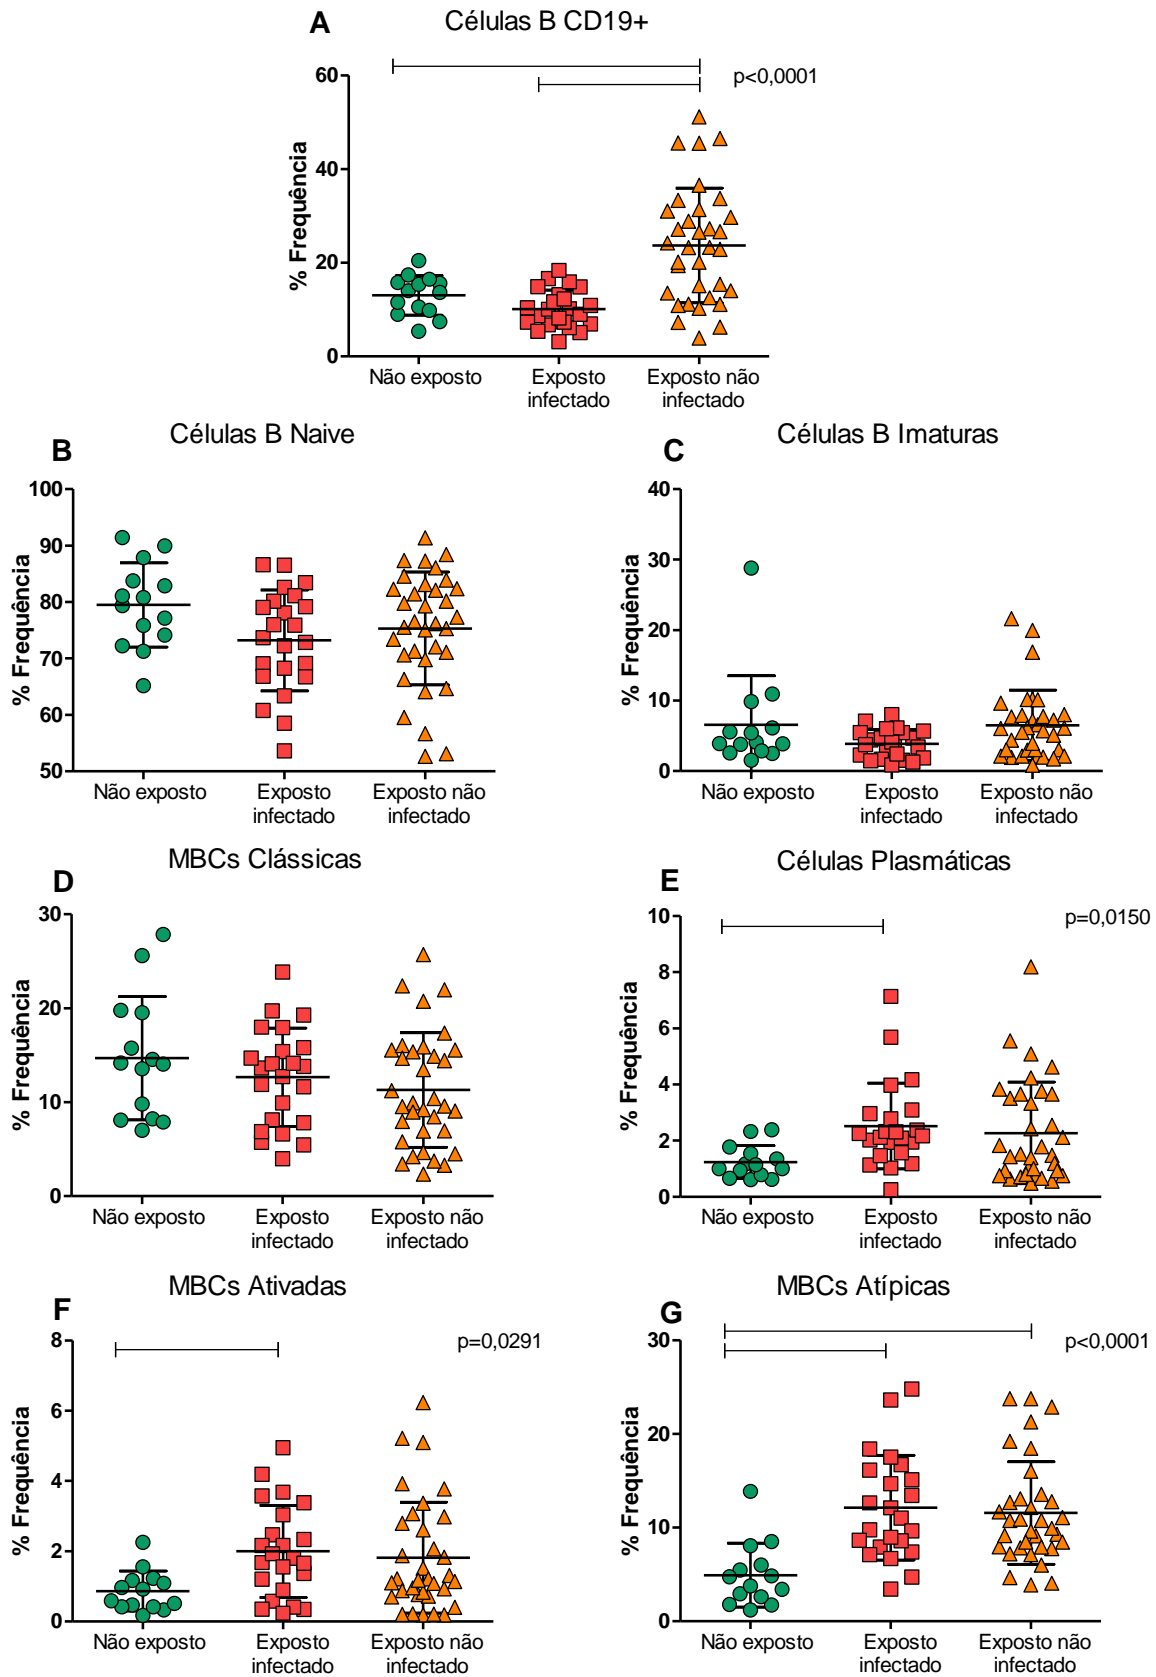 A
Células B CD19+
p<0,0001
% Frequência
60
40
20
0
Não exposto
Exposto
infectado
Exposto não
infectado
B
Células B Naive
% Frequência
100
90
80
70
60
50
Não exposto
Exposto
infectado
Exposto não
infectado
C
Células B Imaturas
% Frequência
40
30
20
10
0
Não exposto
Exposto
infectado
Exposto não
infectado
D
MBCs Clássicas
% Frequência
30
20
10
0
Não exposto
Exposto
infectado
Exposto não
infectado
E
Células Plasmáticas
p=0,0150
% Frequência
10
8
6
4
2
0
Não exposto
Exposto
infectado
Exposto não
infectado
F
MBCs Ativadas
p=0,0291
% Frequência
8
6
4
2
0
Não exposto
Exposto
infectado
Exposto não
infectado
G
MBCs Atípicas
p<0,0001
% Frequência
30
20
10
0
Não exposto
Exposto
infectado
Exposto não
infectado